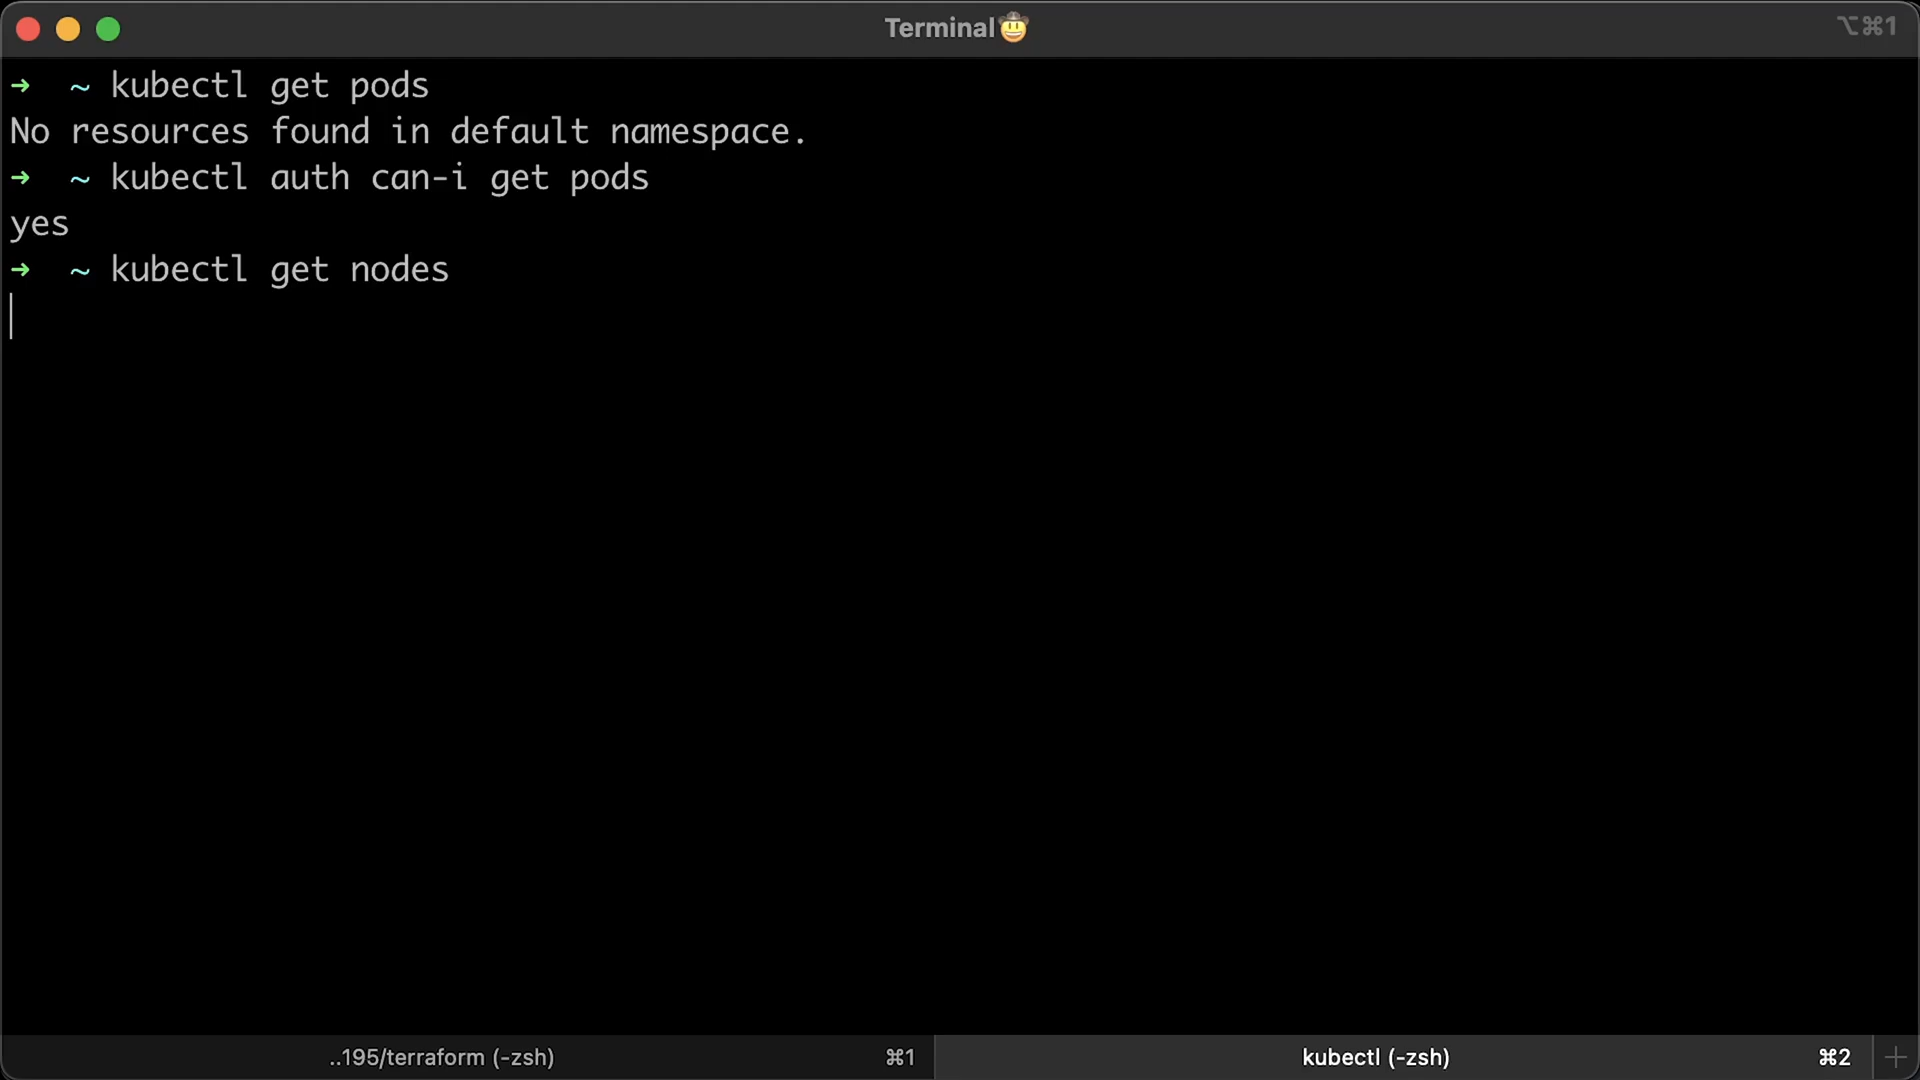 Terminal🤠
⌥⌘1
➜ ~ kubectl get pods
No resources found in default namespace.
➜ ~ kubectl auth can-i get pods
yes
➜ ~ kubectl get nodes
..195/terraform (-zsh) ⌘1
kubectl (-zsh) ⌘2 +